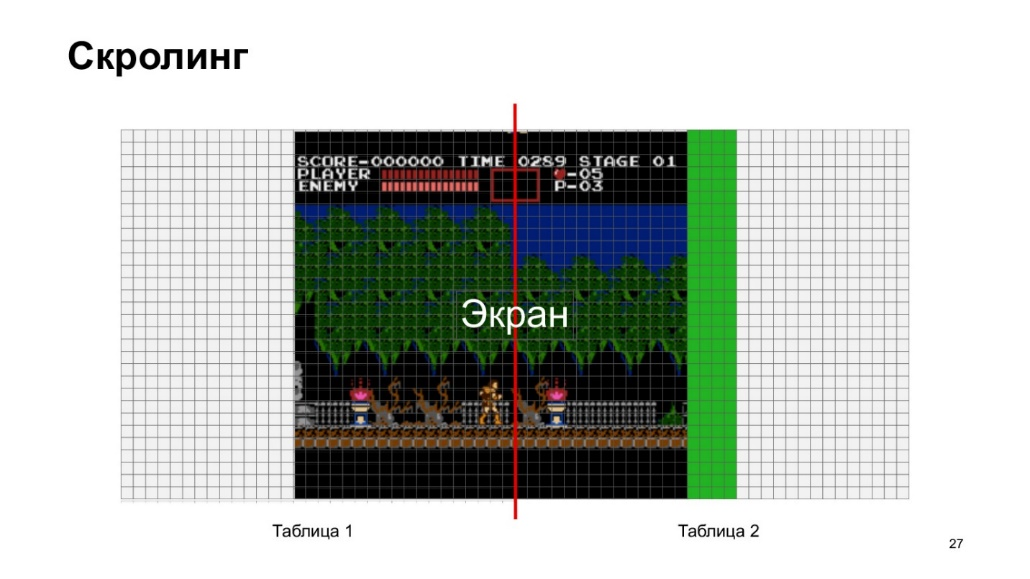 Скролинг
SCORE-000000 TIME 0289 STAGE 01
PLAYER -05
ENEMY P-03
Экран
Таблица 1 Таблица 2
27